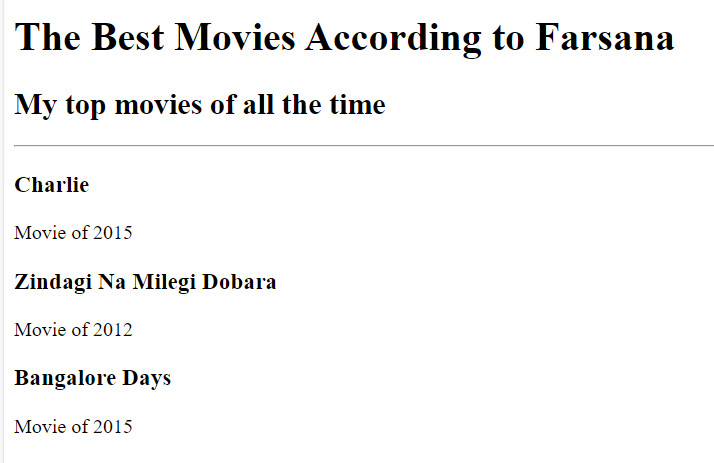 The Best Movies According to Farsana
My top movies of all the time
Charlie
Movie of 2015
Zindagi Na Milegi Dobara
Movie of 2012
Bangalore Days
Movie of 2015